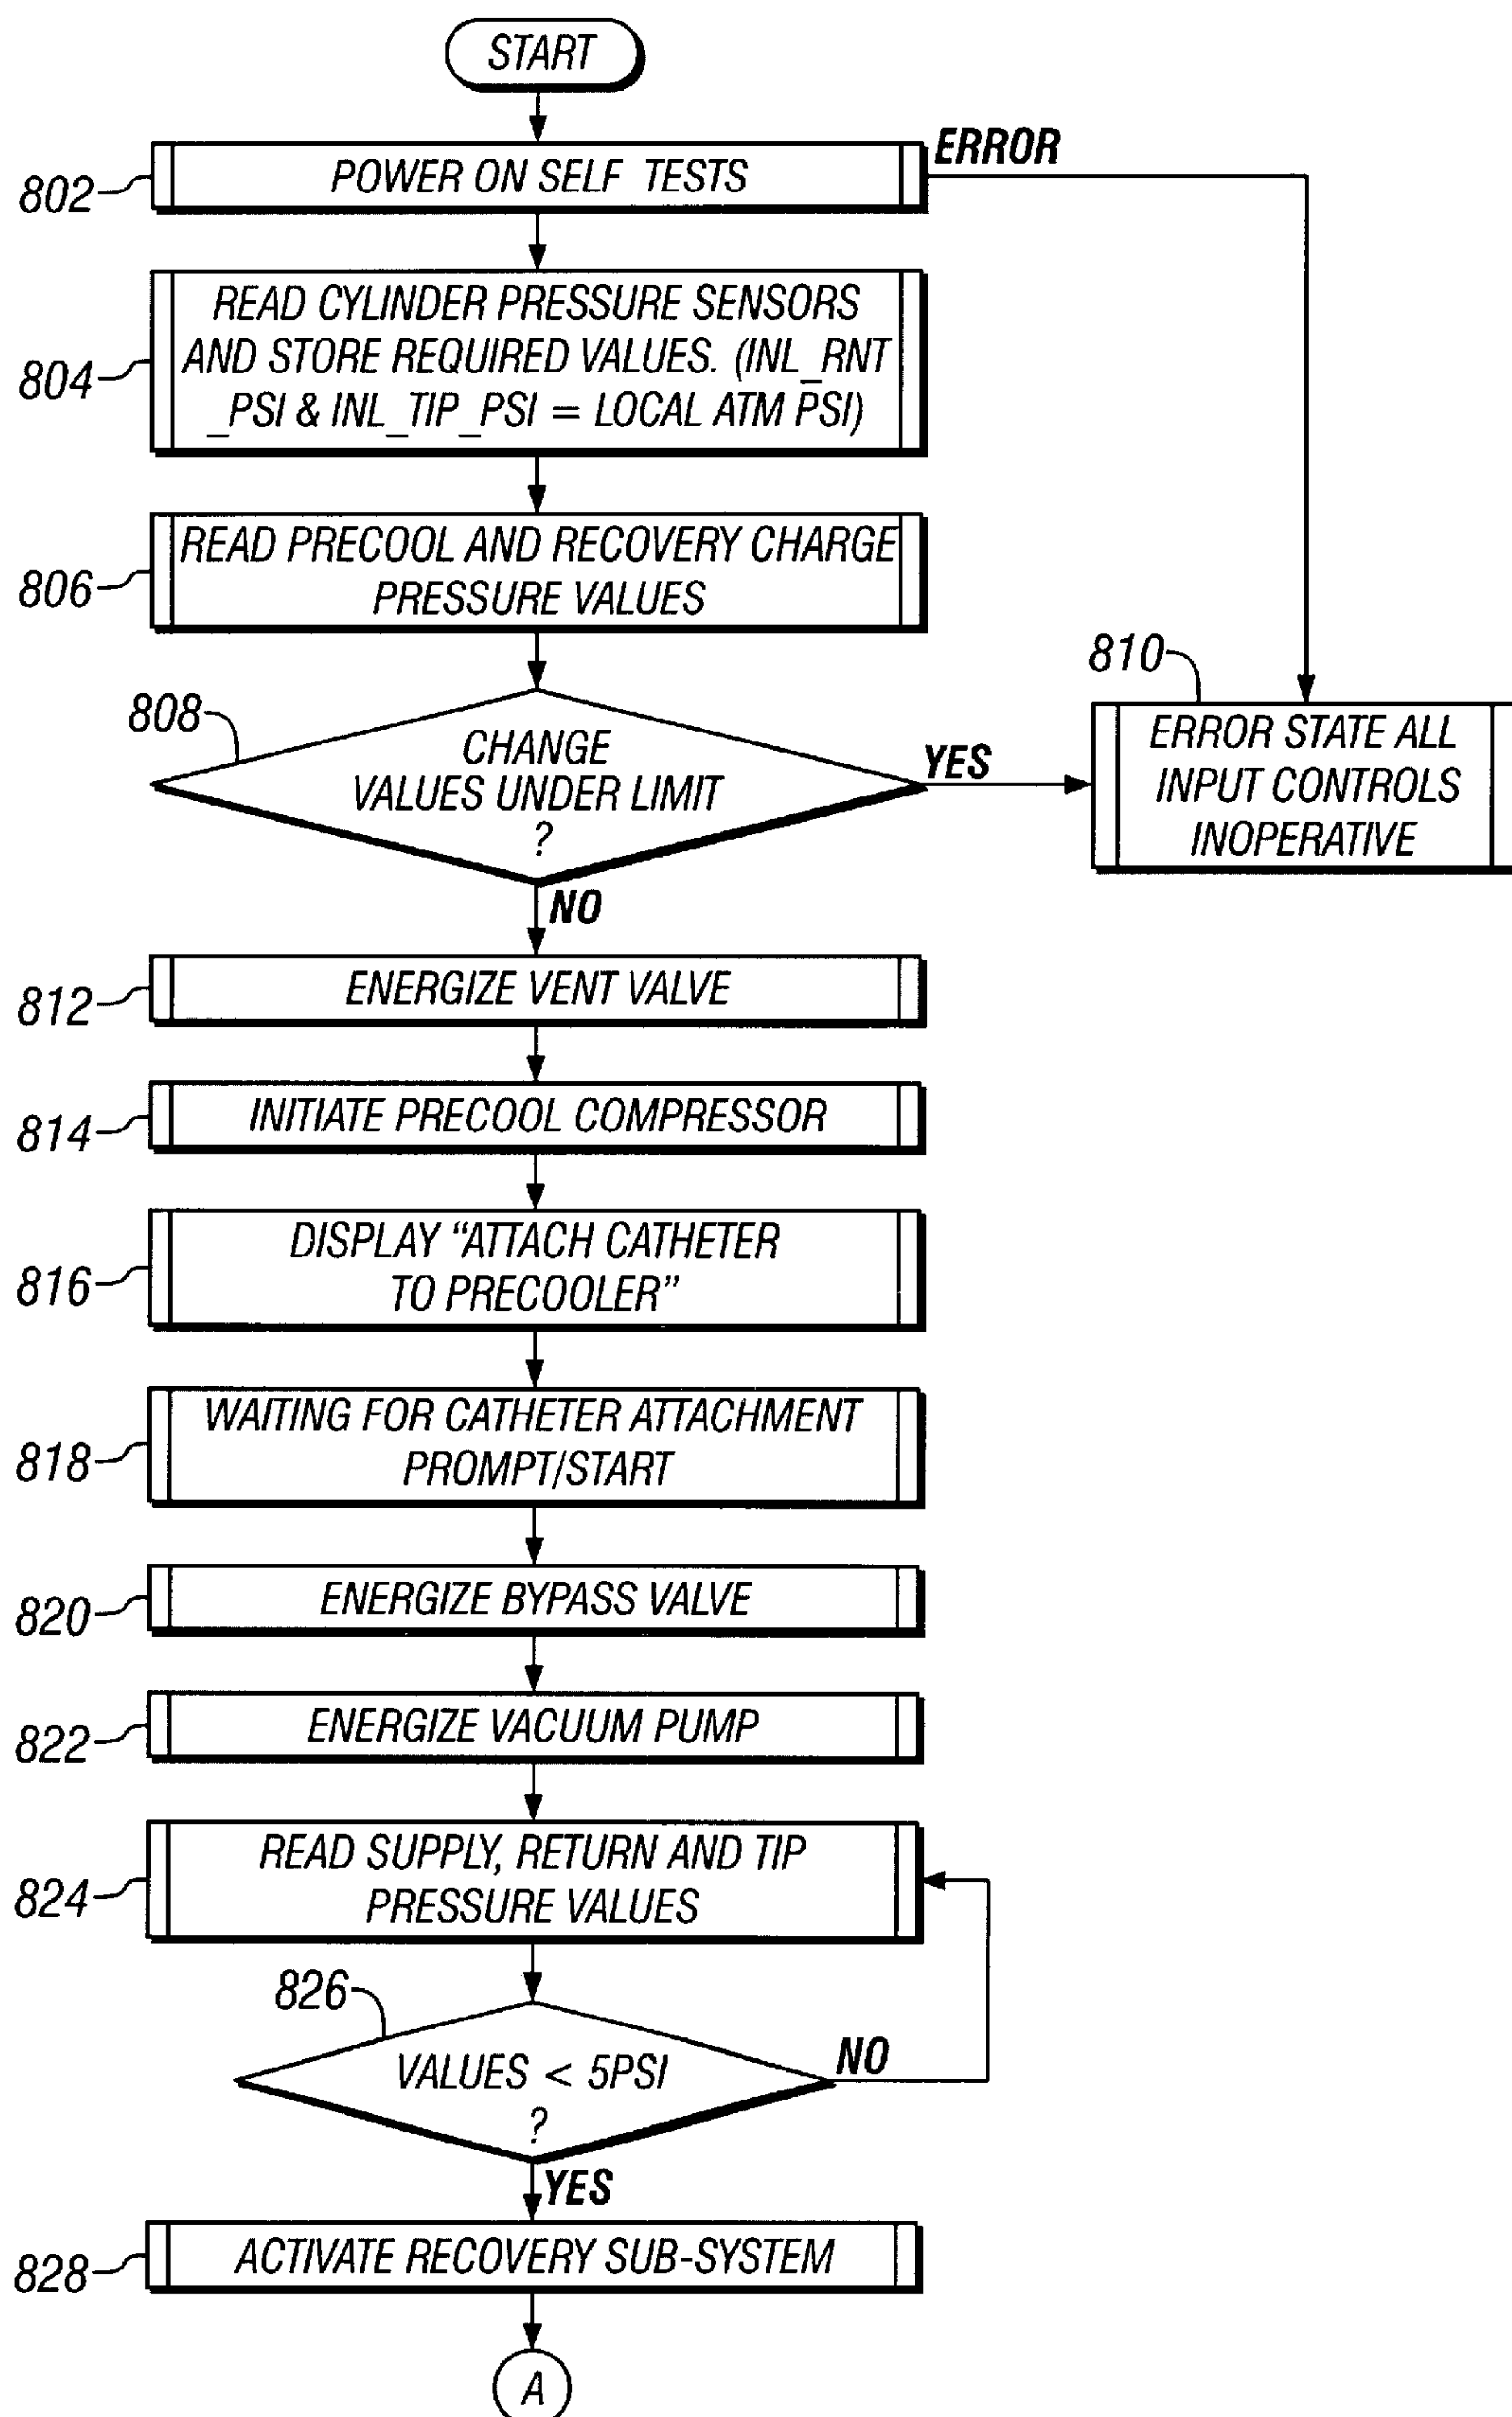 START
802
POWER ON SELF TESTS
ERROR
804
READ CYLINDER PRESSURE SENSORS
AND STORE REQUIRED VALUES. (INL_RNT
_PSI & INL_TIP_PSI = LOCAL ATM PSI)
806
READ PRECOOL AND RECOVERY CHARGE
PRESSURE VALUES
808
CHANGE
VALUES UNDER LIMIT
?
YES
NO
810
ERROR STATE ALL
INPUT CONTROLS
INOPERATIVE
812
ENERGIZE VENT VALVE
814
INITIATE PRECOOL COMPRESSOR
816
DISPLAY “ATTACH CATHETER
TO PRECOOLER”
818
WAITING FOR CATHETER ATTACHMENT
PROMPT/START
820
ENERGIZE BYPASS VALVE
822
ENERGIZE VACUUM PUMP
824
READ SUPPLY, RETURN AND TIP
PRESSURE VALUES
826
VALUES < 5PSI
?
NO
YES
828
ACTIVATE RECOVERY SUB-SYSTEM
A